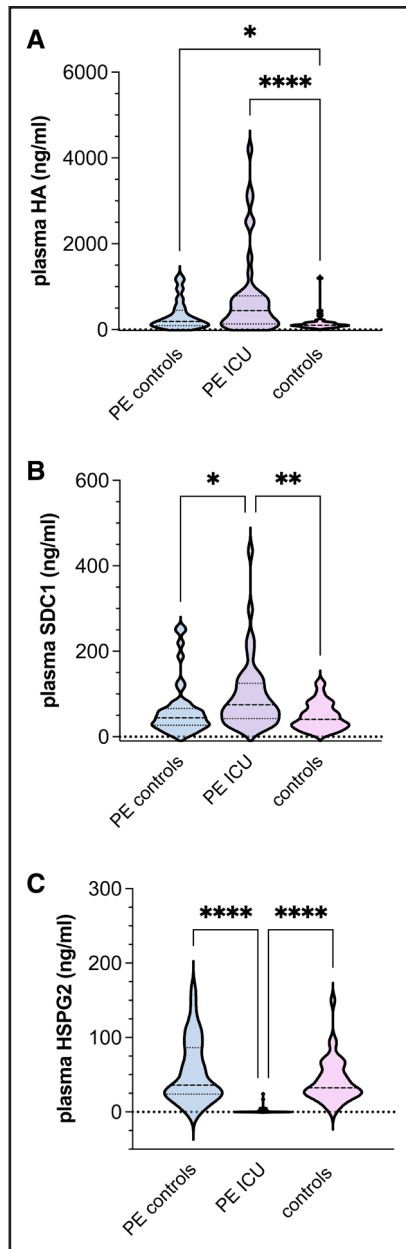 A
*
****
6000
4000
2000
0
plasma HA (ng/ml)
PE controls
PE ICU
controls
B
* **
600
400
200
0
plasma SDC1 (ng/ml)
PE controls
PE ICU
controls
C
**** ****
300
200
100
0
plasma HSPG2 (ng/ml)
PE controls
PE ICU
controls